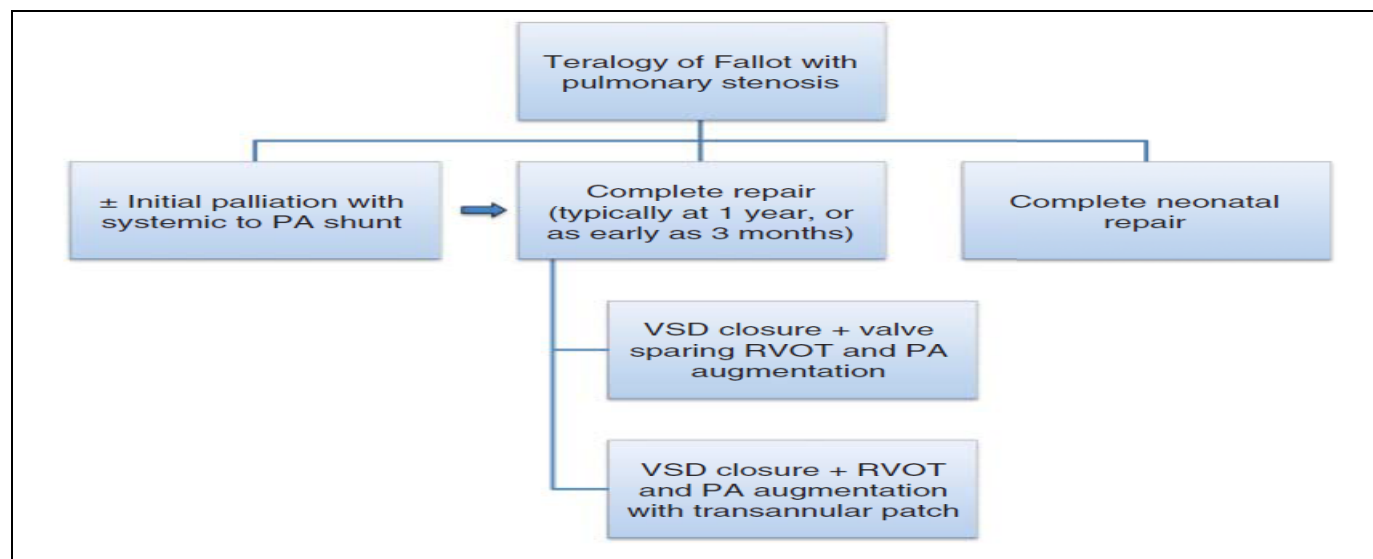 Teralogy of Fallot with
pulmonary stenosis
± Initial palliation with
systemic to PA shunt
Complete repair
(typically at 1 year, or
as early as 3 months)
Complete neonatal
repair
VSD closure + valve
sparing RVOT and PA
augmentation
VSD closure + RVOT
and PA augmentation
with transannular patch